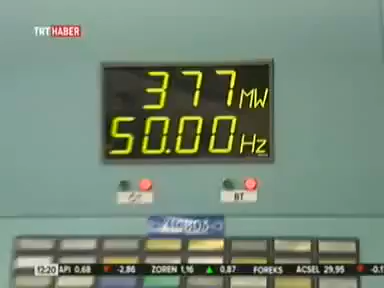 TRT HABER
377 MW
50.00 Hz
BT
12:20 API 0,68 -2,86 ZOREN 1,16 0,87 FOREKS ACSEL 29,95